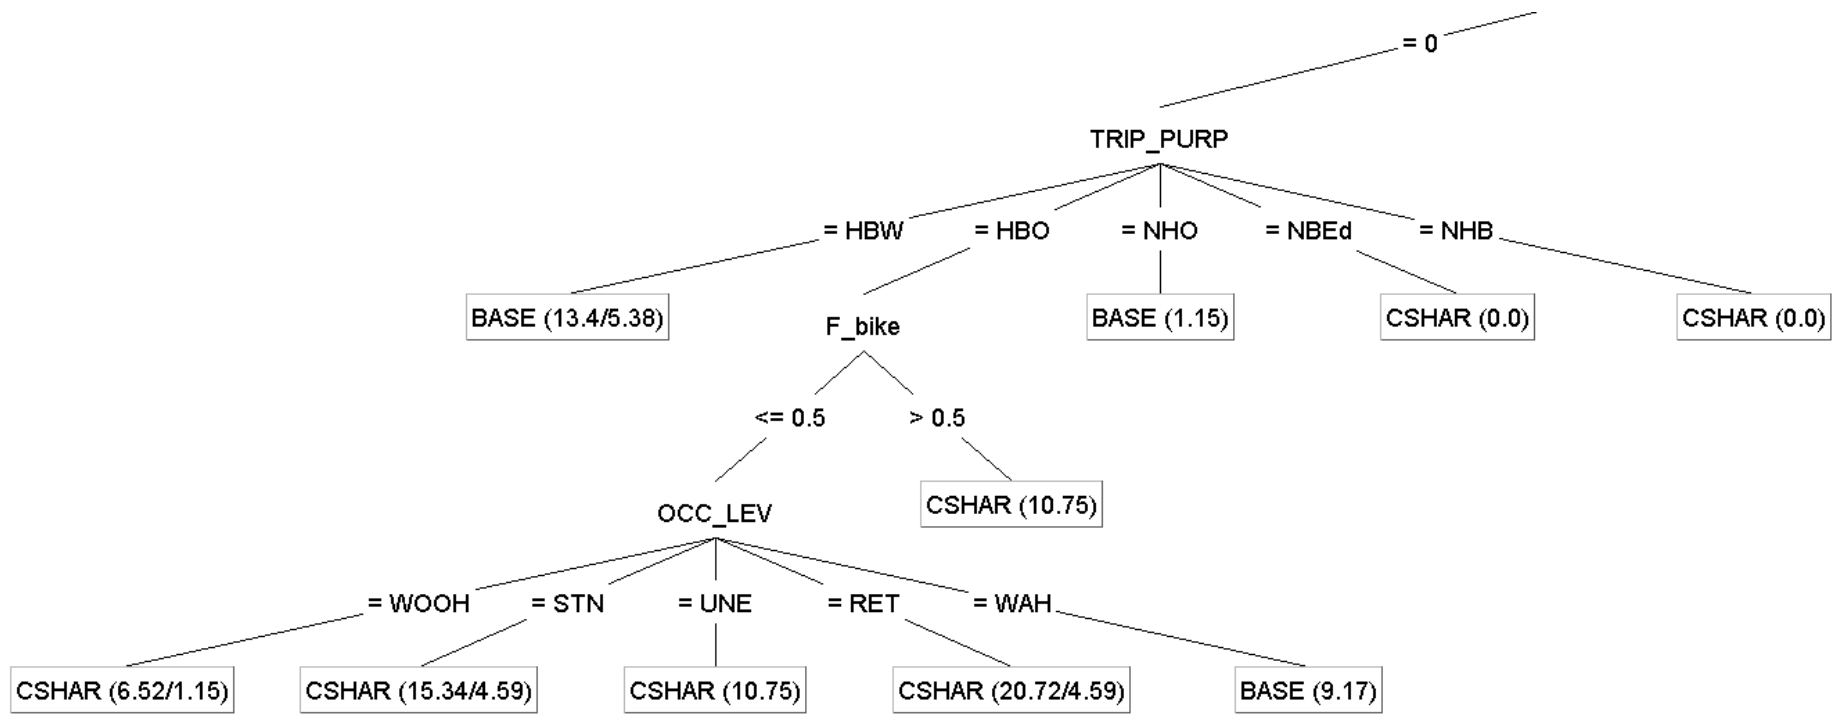 = 0
TRIP_PURP
= HBW = HBO = NHO = NBEd = NHB
BASE (13.4/5.38) F_bike BASE (1.15) CSHAR (0.0) CSHAR (0.0)
<= 0.5 > 0.5
OCC_LEV CSHAR (10.75)
= WOOH = STN = UNE = RET = WAH
CSHAR (6.52/1.15) CSHAR (15.34/4.59) CSHAR (10.75) CSHAR (20.72/4.59) BASE (9.17)